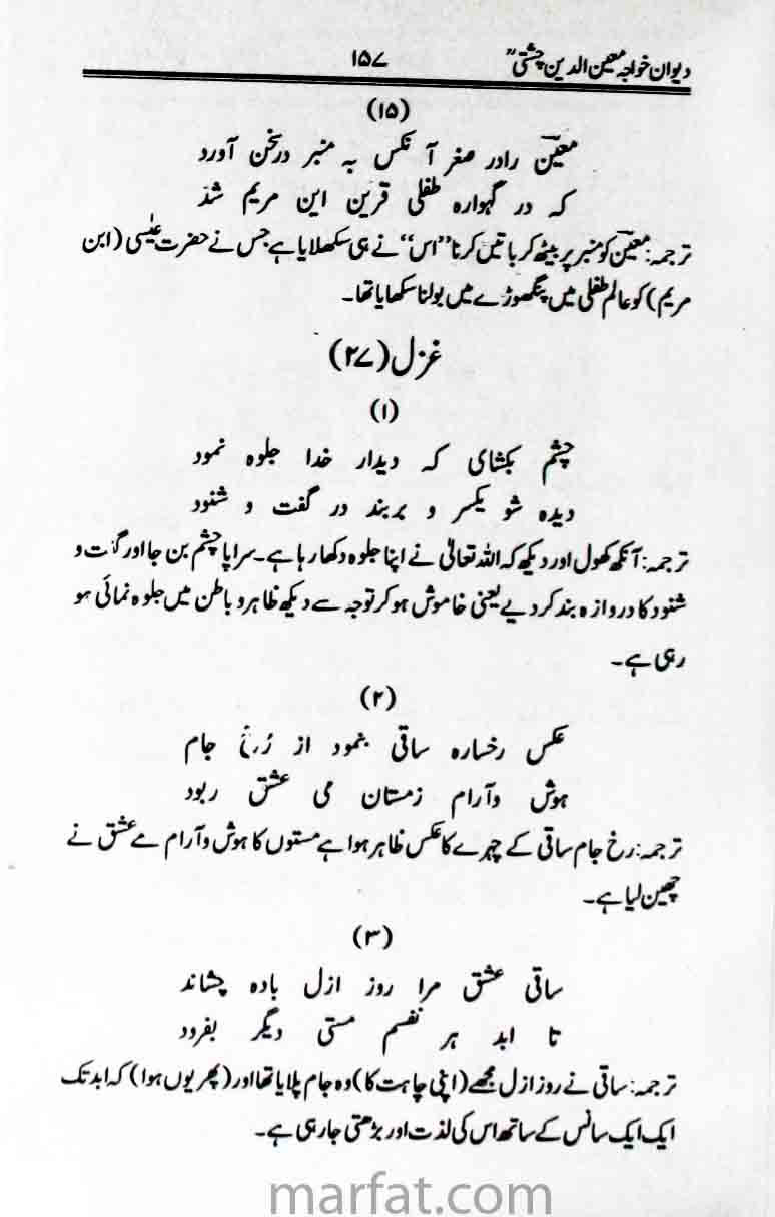 دیوان خواجہ معین الدین چشتیؒ ۱۵۷
(۱۵)
معینؔ رادر صغر آ نکس بہ منبر درسخن آورد
کہ در گہوارہ طفلی قرین ابن مریم شد
ترجمہ: معینؔ کو منبر پر بیٹھ کر باتیں کرنا ’’اس‘‘ نے ہی سکھلایا ہے جس نے حضرت عیسٰی (ابن
مریم) کو عالم طفلی میں پنگھوڑے میں بولنا سکھایا تھا۔
غزل (۲۷)
(۱)
چشم بکشای کہ دیدار خدا جلوہ نمود
دیدہ شو یکسر و بربند در گفت و شنود
ترجمہ: آنکھ کھول اور دیکھ کہ اللہ تعالیٰ نے اپنا جلوہ دکھا رہا ہے۔ سراپا چشم بن جا اور گفت و
شنود کا دروازہ بند کر دے یعنی خاموش ہو کر توجہ سے دیکھ ظاہر و باطن میں جلوہ نمائی ہو
رہی ہے۔
(۲)
عکس رخسارہ ساقی بنمود از رُخ جام
ہوش وآرام زمستان می عشق ربود
ترجمہ: رخ جام ساقی کے چہرے کا عکس ظاہر ہوا ہے مستوں کا ہوش و آرام مے عشق نے
چھین لیا ہے۔
(۳)
ساقی عشق مرا روز ازل بادہ چشاند
تا ابد ہر نفسم مستی دیگر بفرود
ترجمہ: ساقی نے روز ازل مجھے (اپنی چاہت کا) وہ جام پلایا تھا اور (پھر یوں ہوا) کہ ابد تک
ایک ایک سانس کے ساتھ اس کی لذت اور بڑھتی جا رہی ہے۔
marfat.com